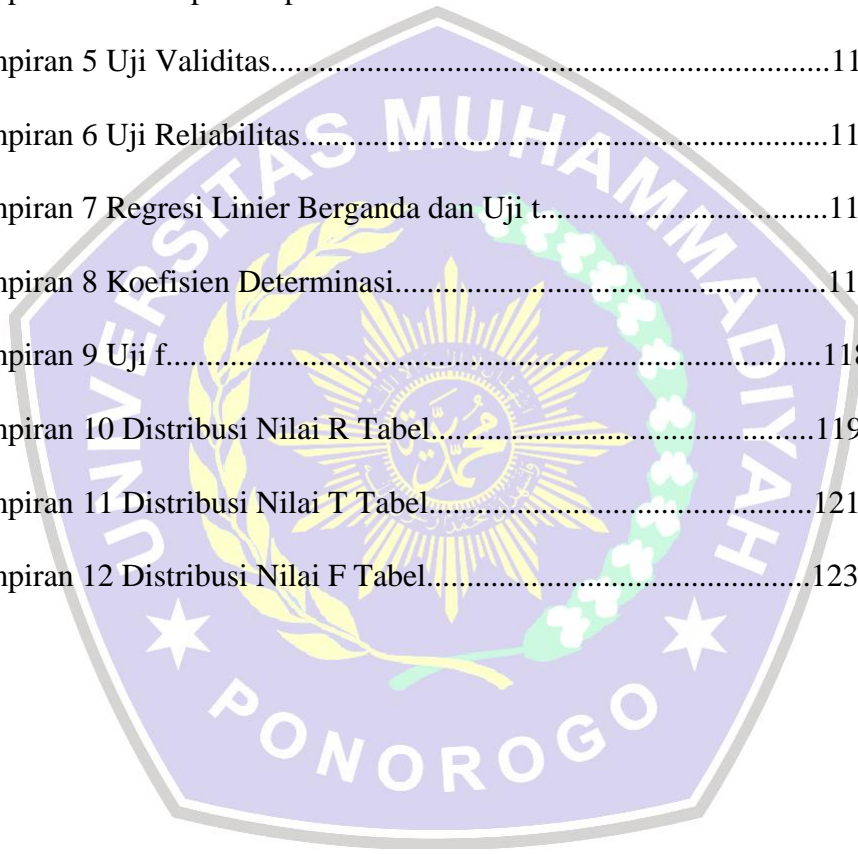 npiran 5 Uji Validitas..................................................................................11
npiran 6 Uji Reliabilitas..............................................................................11
npiran 7 Regresi Linier Berganda dan Uji t..........................................11
npiran 8 Koefisien Determinasi................................................................11
npiran 9 Uji f.................................................................................................118
npiran 10 Distribusi Nilai R Tabel.........................................................119
npiran 11 Distribusi Nilai T Tabel.........................................................121
npiran 12 Distribusi Nilai F Tabel.........................................................123
UNIVERSITAS MUHAMMADIYAH
PONOROGO